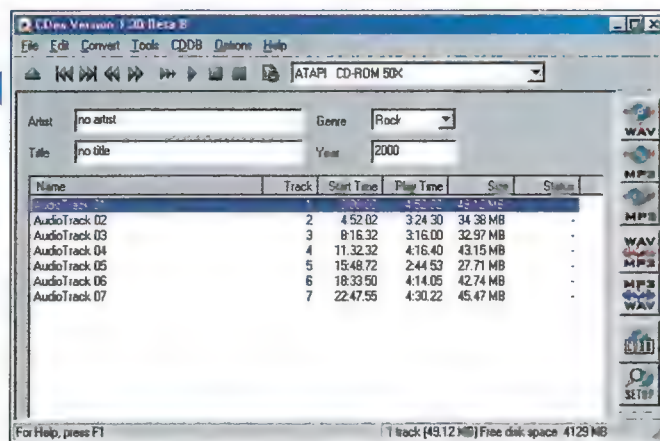 CDex Version 1.30 Beta 8
File Edit Convert Tools CDDB Options Help
ATAPI CD-ROM 50X
Artist no artist Genre Rock
Title no title Year 2000
Name Track Start Time Play Time Size Status
AudioTrack 01 1 49.12 MB
AudioTrack 02 2 4:52.02 3:24.30 34.38 MB -
AudioTrack 03 3 8:16.32 3:16.00 32.97 MB -
AudioTrack 04 4 11.32.32 4:16.40 43.15 MB -
AudioTrack 05 5 15:48.72 2:44.53 27.71 MB -
AudioTrack 06 6 18:33.50 4:14.05 42.74 MB -
AudioTrack 07 7 22:47.55 4:30.22 45.47 MB -
WAV
MP3
MP3
WAV
MP3
MP3
WAV
SETUP
For Help, press F1 1 track [49.12 MB] Free disk space 4129 MB